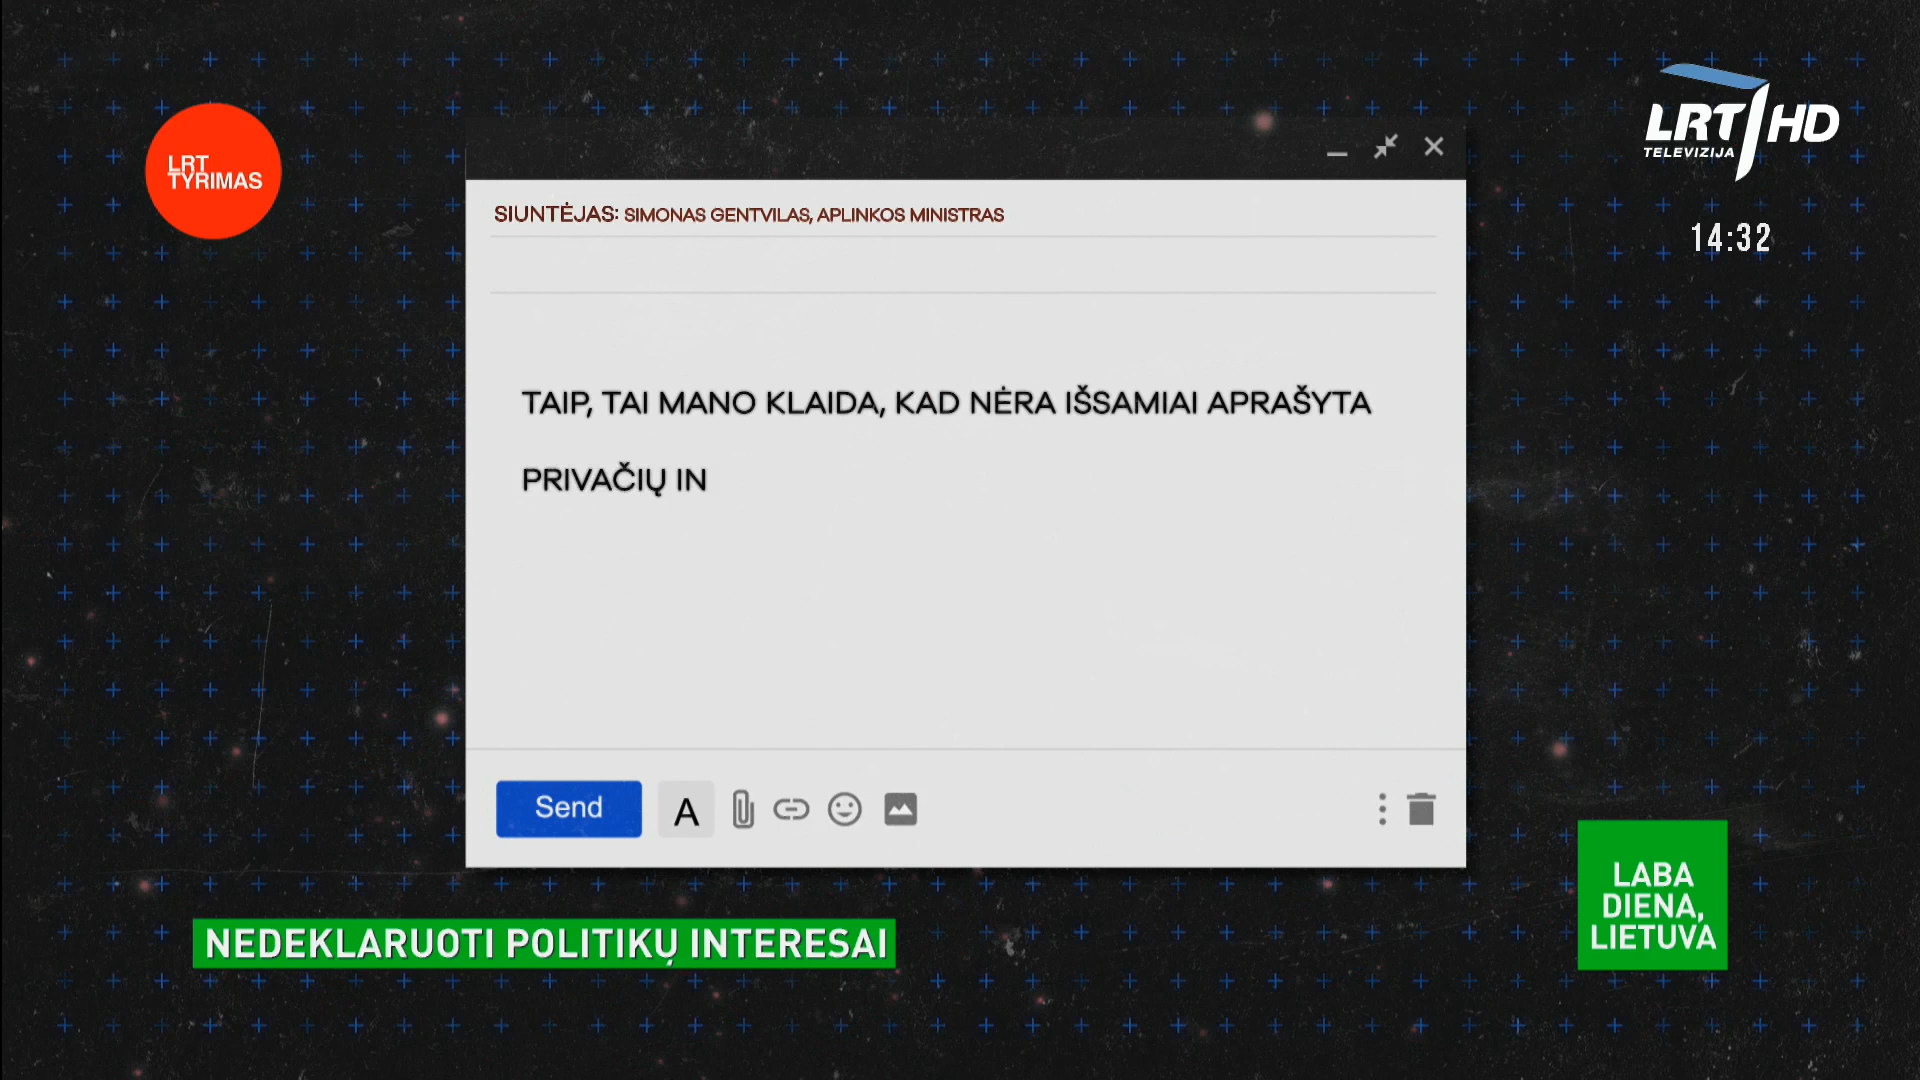 LRT
TYRIMAS
LRT HD
TELEVIZIJA
14:32
SIUNTĖJAS: SIMONAS GENTVILAS, APLINKOS MINISTRAS
TAIP, TAI MANO KLAIDA, KAD NĖRA IŠSAMIAI APRAŠYTA
PRIVAČIŲ IN
Send
A
LABA
DIENA,
LIETUVA
NEDEKLARUOTI POLITIKŲ INTERESAI